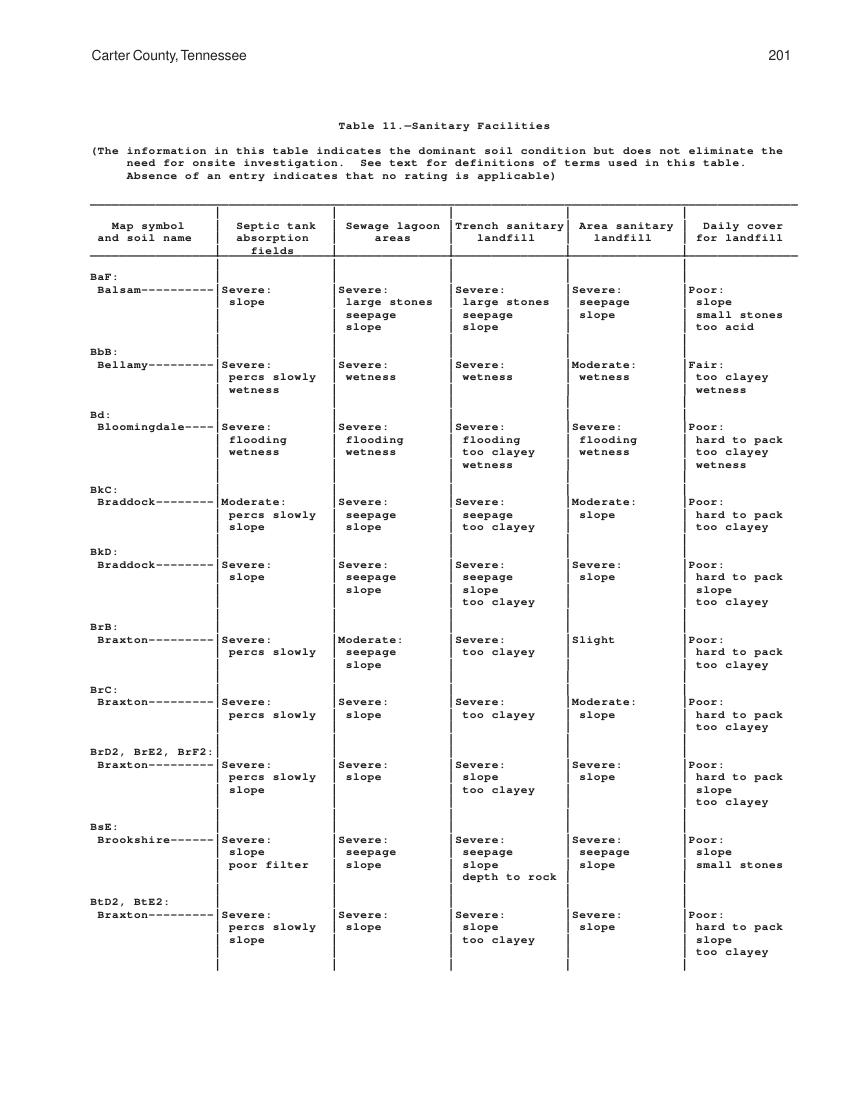 Carter County, Tennessee 201
Table 11.—Sanitary Facilities
(The information in this table indicates the dominant soil condition but does not eliminate the
need for onsite investigation. See text for definitions of terms used in this table.
Absence of an entry indicates that no rating is applicable)
Map symbol | Septic tank | Sewage lagoon | Trench sanitary | Area sanitary | Daily cover
and soil name | absorption | areas | landfill | landfill | for landfill
fields
BaF:
Balsam---------- | Severe: | Severe: | Severe: | Severe: | Poor:
slope | large stones | large stones | seepage | slope
seepage | seepage | slope | small stones
slope | slope | too acid
BbB:
Bellamy--------- | Severe: | Severe: | Severe: | Moderate: | Fair:
percs slowly | wetness | wetness | wetness | too clayey
wetness | wetness
Bd:
Bloomingdale---- | Severe: | Severe: | Severe: | Severe: | Poor:
flooding | flooding | flooding | flooding | hard to pack
wetness | wetness | too clayey | wetness | too clayey
wetness | wetness
BkC:
Braddock-------- | Moderate: | Severe: | Severe: | Moderate: | Poor:
percs slowly | seepage | seepage | slope | hard to pack
slope | slope | too clayey | too clayey
BkD:
Braddock-------- | Severe: | Severe: | Severe: | Severe: | Poor:
slope | seepage | seepage | slope | hard to pack
slope | slope | slope
too clayey | too clayey
BrB:
Braxton--------- | Severe: | Moderate: | Severe: | Slight | Poor:
percs slowly | seepage | too clayey | hard to pack
slope | too clayey
BrC:
Braxton--------- | Severe: | Severe: | Severe: | Moderate: | Poor:
percs slowly | slope | too clayey | slope | hard to pack
too clayey
BrD2, BrE2, BrF2:
Braxton--------- | Severe: | Severe: | Severe: | Severe: | Poor:
percs slowly | slope | slope | slope | hard to pack
slope | too clayey | slope
too clayey
BsE:
Brookshire------ | Severe: | Severe: | Severe: | Severe: | Poor:
slope | seepage | seepage | seepage | slope
poor filter | slope | slope | slope | small stones
depth to rock
BtD2, BtE2:
Braxton--------- | Severe: | Severe: | Severe: | Severe: | Poor:
percs slowly | slope | slope | slope | hard to pack
slope | too clayey | slope
too clayey